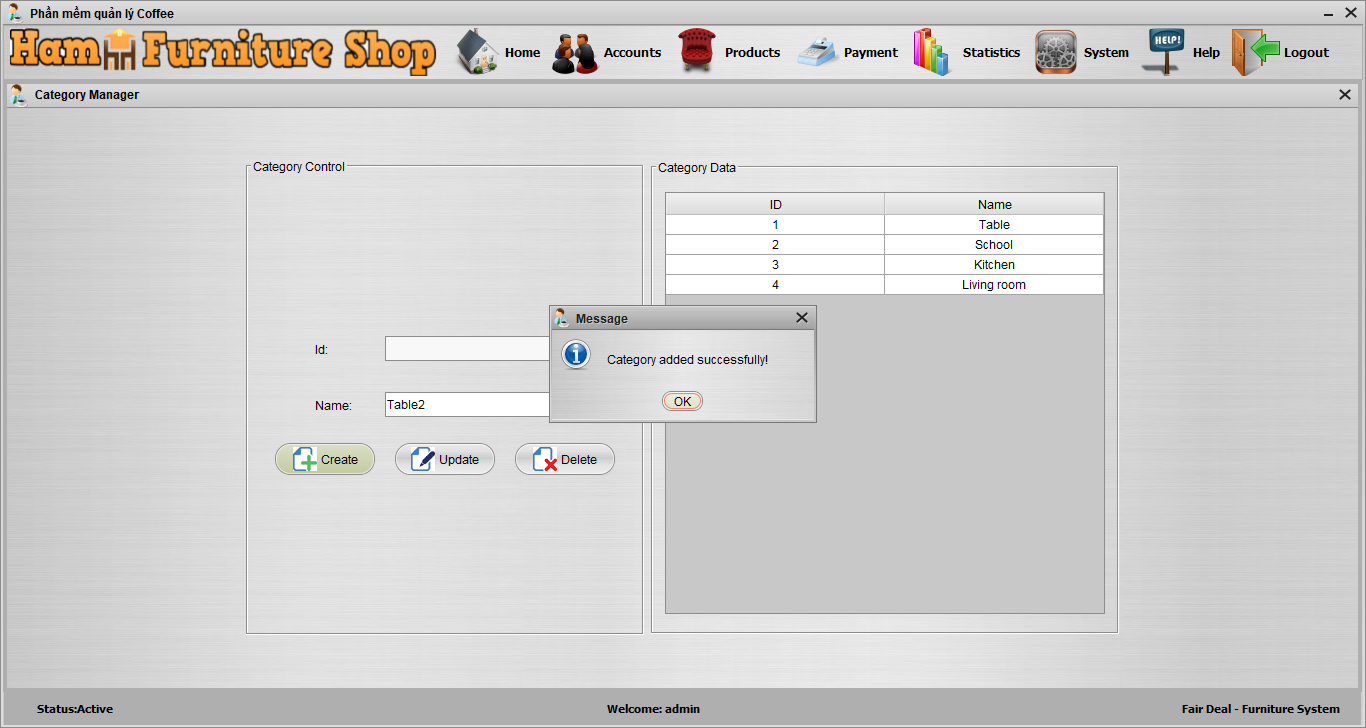 Phần mềm quản lý Coffee
Ham Furniture Shop
Home
Accounts
Products
Payment
Statistics
System
HELP!
Help
Logout
Category Manager
Category Control
Category Data
ID Name
1 Table
2 School
3 Kitchen
4 Living room
Message
Category added successfully!
OK
Id:
Name: Table2
Create
Update
Delete
Status:Active
Welcome: admin
Fair Deal - Furniture System